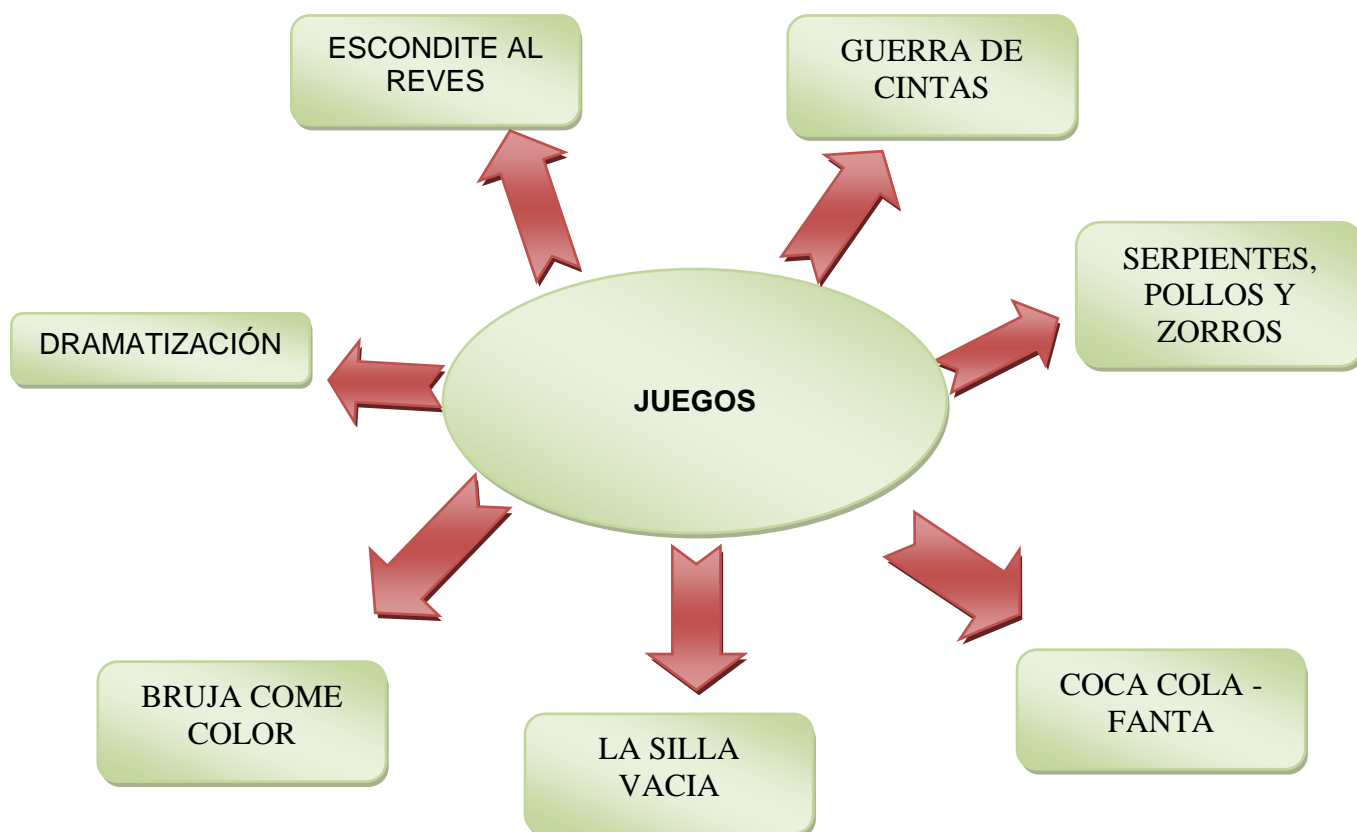 ESCONDITE AL
REVES
GUERRA DE
CINTAS
SERPIENTES,
POLLOS Y
ZORROS
DRAMATIZACIÓN
JUEGOS
BRUJA COME
COLOR
LA SILLA
VACIA
COCA COLA -
FANTA